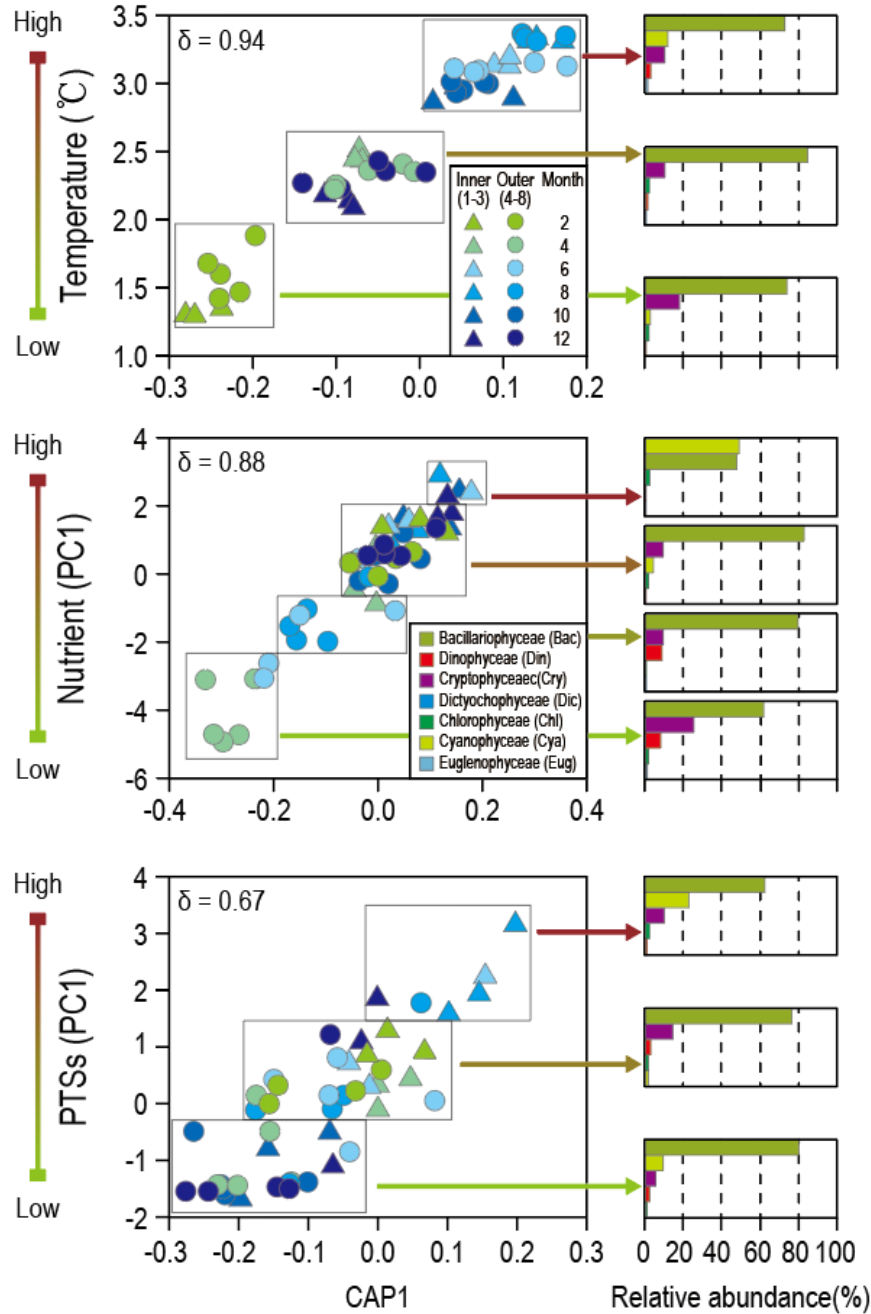 High
Low
Temperature (℃)
δ = 0.94
3.5
3.0
2.5
2.0
1.5
1.0
-0.3 -0.2 -0.1 0.0 0.1 0.2
Inner Outer Month
(1-3) (4-8)
2
4
6
8
10
12
High
Low
Nutrient (PC1)
δ = 0.88
4
2
0
-2
-4
-6
-0.4 -0.2 0.0 0.2 0.4
Bacillariophyceae (Bac)
Dinophyceae (Din)
Cryptophyceaec(Cry)
Dictyochophyceae (Dic)
Chlorophyceae (Chl)
Cyanophyceae (Cya)
Euglenophyceae (Eug)
High
Low
PTSs (PC1)
δ = 0.67
4
3
2
1
0
-1
-2
-0.3 -0.2 -0.1 0.0 0.1 0.2 0.3
CAP1
0 20 40 60 80 100
Relative abundance(%)